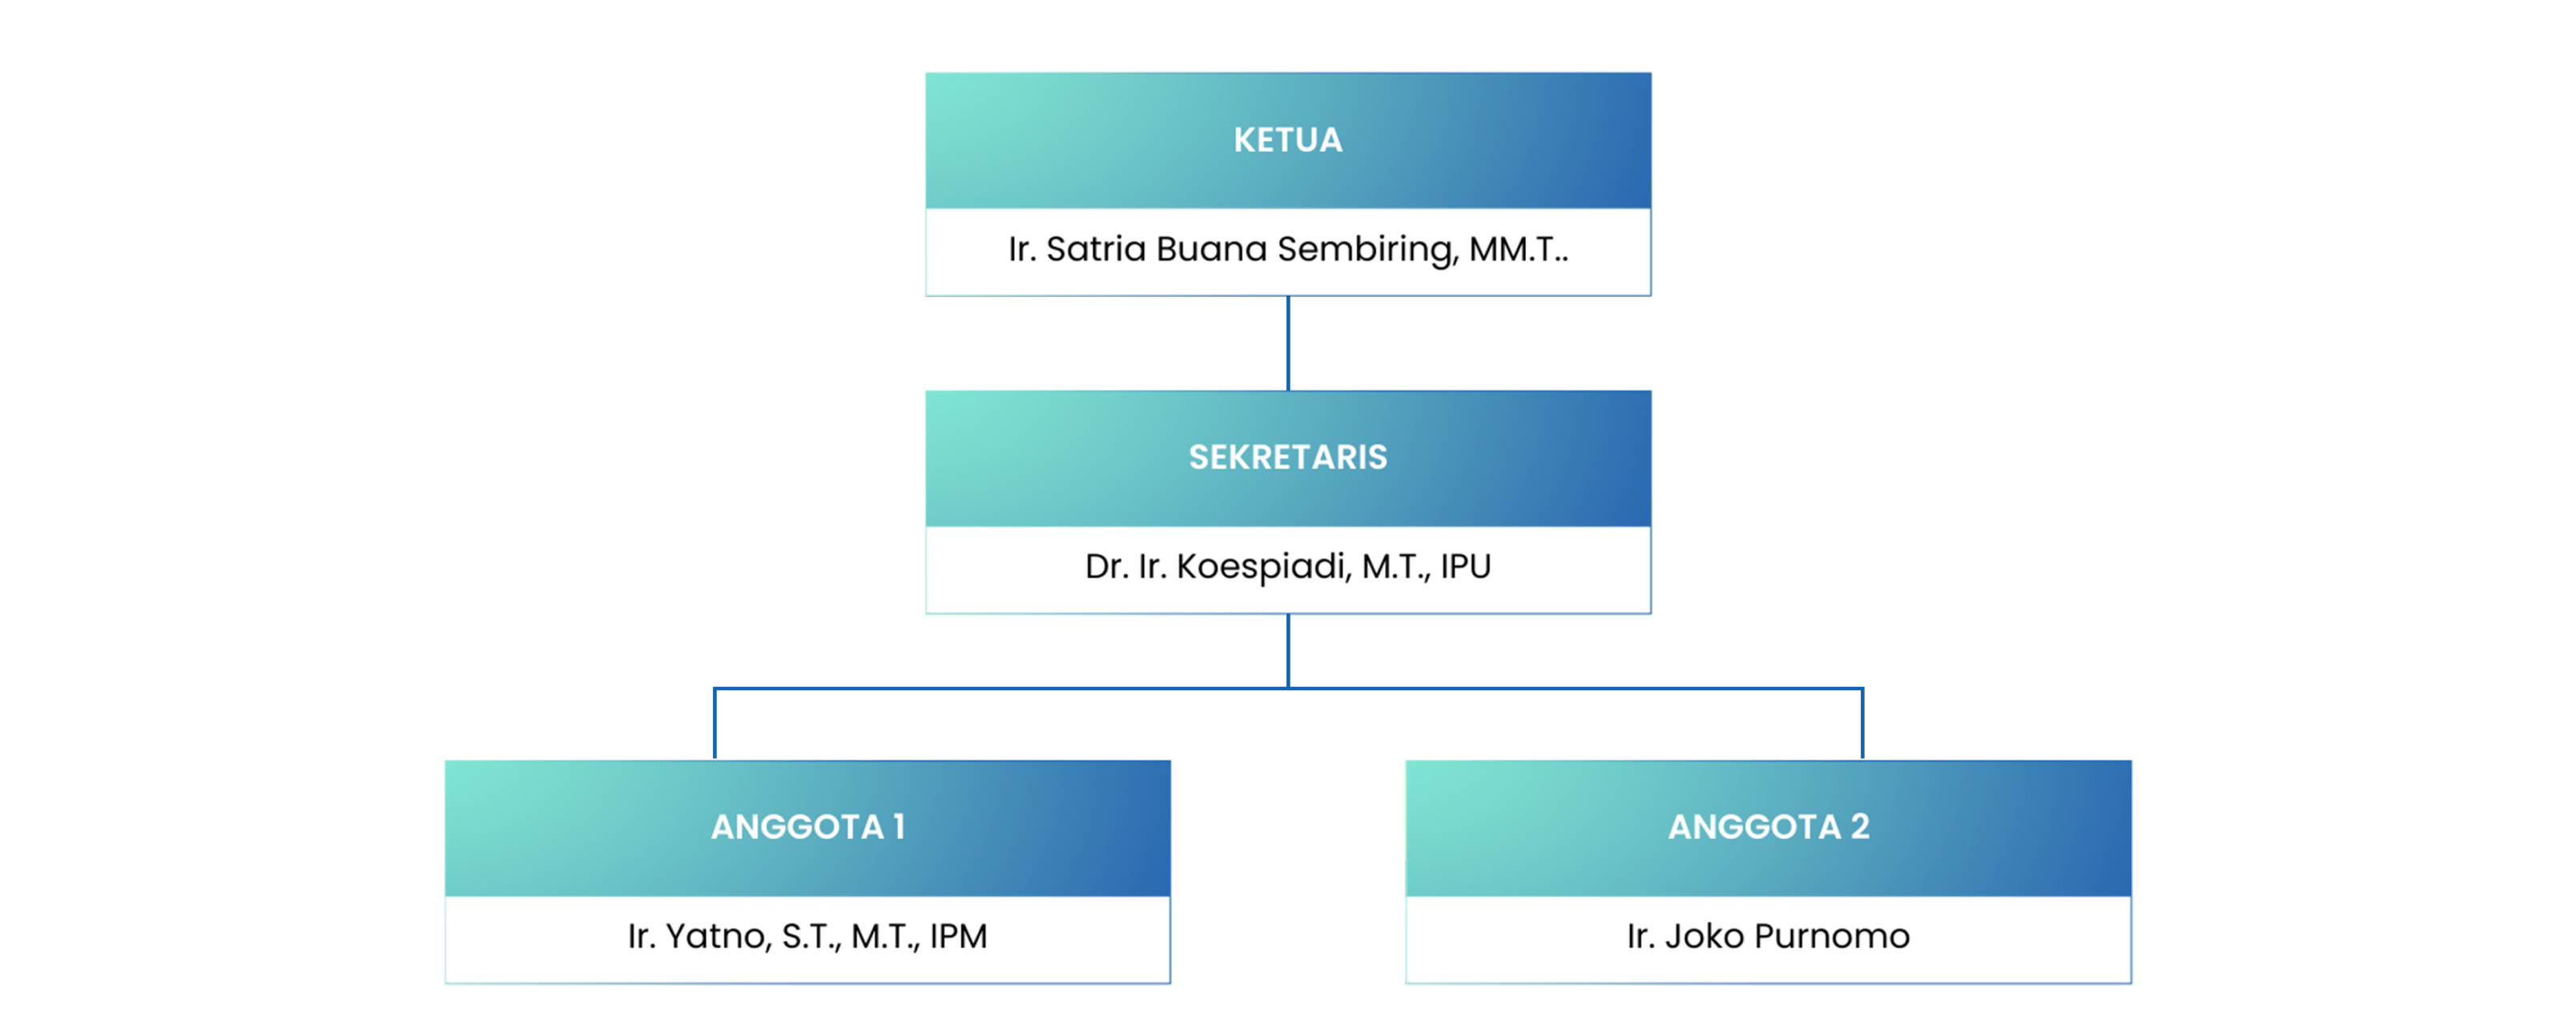 KETUA
Ir. Satria Buana Sembiring, MM.T..
SEKRETARIS
Dr. Ir. Koespiadi, M.T., IPU
ANGGOTA 1
Ir. Yatno, S.T., M.T., IPM
ANGGOTA 2
Ir. Joko Purnomo